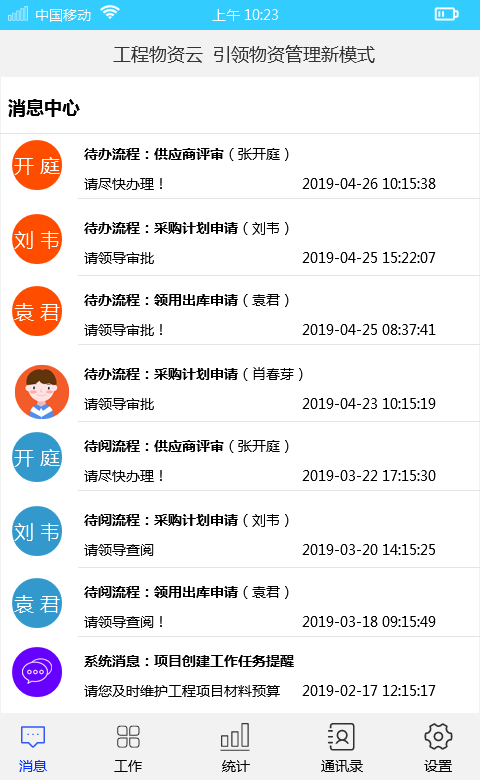 中国移动 上午 10:23
工程物资云 引领物资管理新模式
消息中心
开 庭 待办流程：供应商评审（张开庭）
请尽快办理！ 2019-04-26 10:15:38
刘 韦 待办流程：采购计划申请（刘韦）
请领导审批 2019-04-25 15:22:07
袁 君 待办流程：领用出库申请（袁君）
请领导审批！ 2019-04-25 08:37:41
待办流程：采购计划申请（肖春芽）
请领导审批 2019-04-23 10:15:19
开 庭 待阅流程：供应商评审（张开庭）
请尽快办理！ 2019-03-22 17:15:30
刘 韦 待阅流程：采购计划申请（刘韦）
请领导查阅 2019-03-20 14:15:25
袁 君 待阅流程：领用出库申请（袁君）
请领导查阅！ 2019-03-18 09:15:49
系统消息：项目创建工作任务提醒
请您及时维护工程项目材料预算 2019-02-17 12:15:17
消息 工作 统计 通讯录 设置